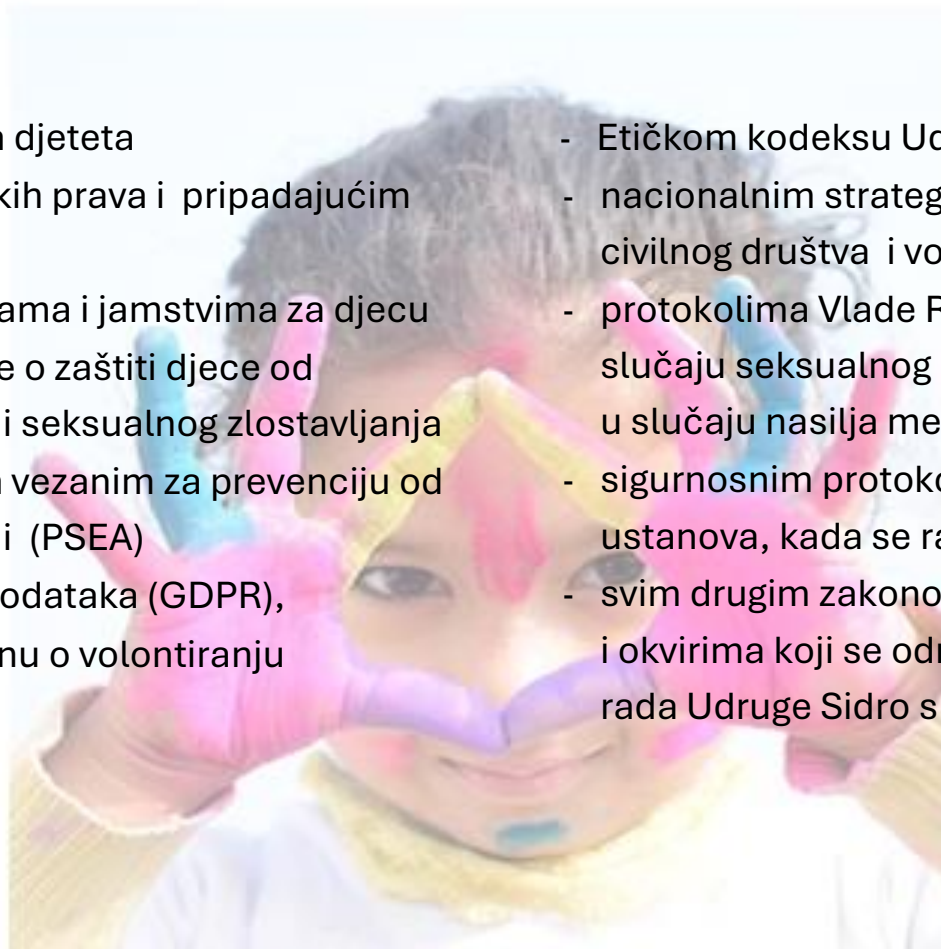 djeteta
kih prava i pripadajućim
ama i jamstvima za djecu
e o zaštiti djece od
i seksualnog zlostavljanja
vezanim za prevenciju od
i (PSEA)
odataka (GDPR),
nu o volontiranju
- Etičkom kodeksu Ud
- nacionalnim strateg
civilnog društva i vo
- protokolima Vlade R
slučaju seksualnog
u slučaju nasilja me
- sigurnosnim protoko
ustanova, kada se ra
- svim drugim zakono
i okvirima koji se odn
rada Udruge Sidro s